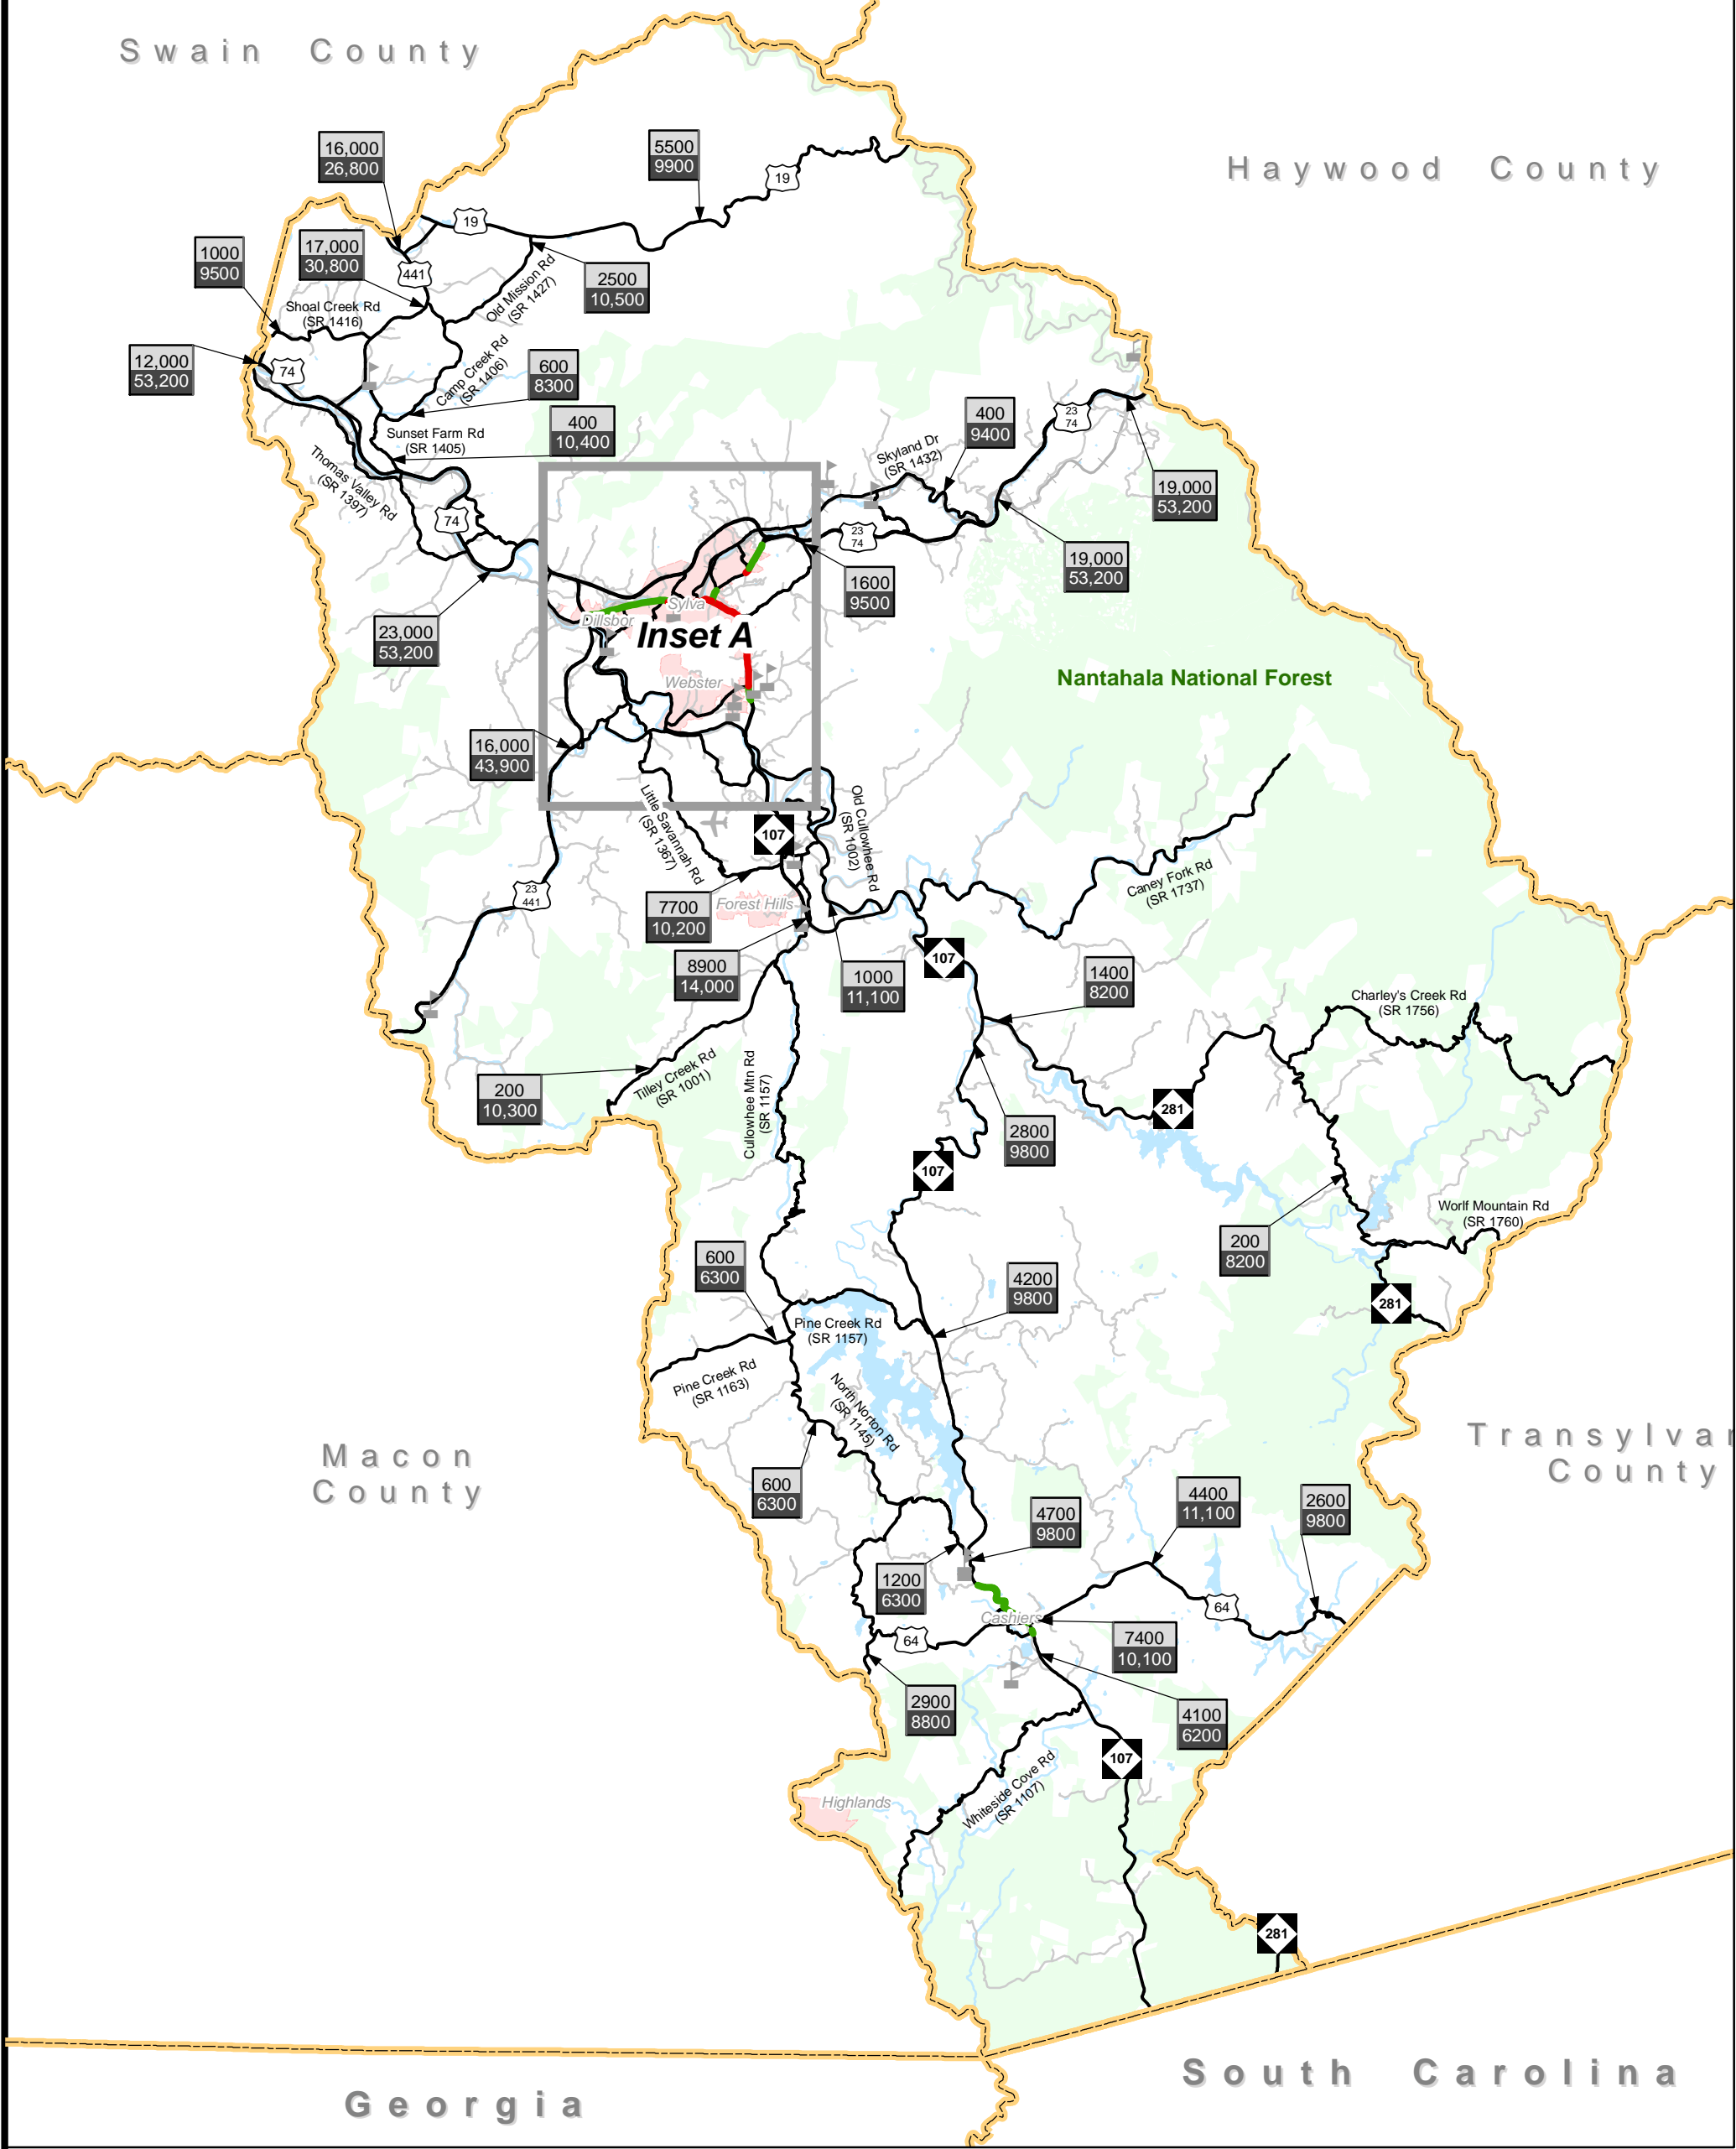 Swain County
Haywood County
16,000
26,800
5500
9900
19
19
1000
9500
17,000
30,800
441
2500
10,500
Old Mission Rd
(SR 1427)
Shoal Creek Rd
(SR 1416)
12,000
53,200
74
Camp Creek Rd
(SR 1406)
600
8300
400
10,400
Sunset Farm Rd
(SR 1405)
Thomas Valley Rd
(SR 1397)
74
400
9400
Skyland Dr
(SR 1432)
23
74
23
74
19,000
53,200
19,000
53,200
1600
9500
23,000
53,200
Sylva
Dillsbor
Inset A
Webster
Nantahala National Forest
16,000
43,900
Little Savannah Rd
(SR 1367)
107
Old Cullowhee Rd
(SR 1002)
23
441
7700
10,200
Forest Hills
8900
14,000
1000
11,100
Caney Fork Rd
(SR 1737)
107
1400
8200
Charley's Creek Rd
(SR 1756)
200
10,300
Tilley Creek Rd
(SR 1001)
Cullowhee Mtn Rd
(SR 1157)
281
2800
9800
107
Worlf Mountain Rd
(SR 1760)
200
8200
600
6300
4200
9800
281
Pine Creek Rd
(SR 1157)
Pine Creek Rd
(SR 1163)
North Norton Rd
(SR 1145)
Macon
County
Transylvan
County
600
6300
4700
9800
4400
11,100
2600
9800
1200
6300
Cashiers
64
64
7400
10,100
2900
8800
4100
6200
107
Whiteside Cove Rd
(SR 1107)
Highlands
281
South Carolina
Georgia